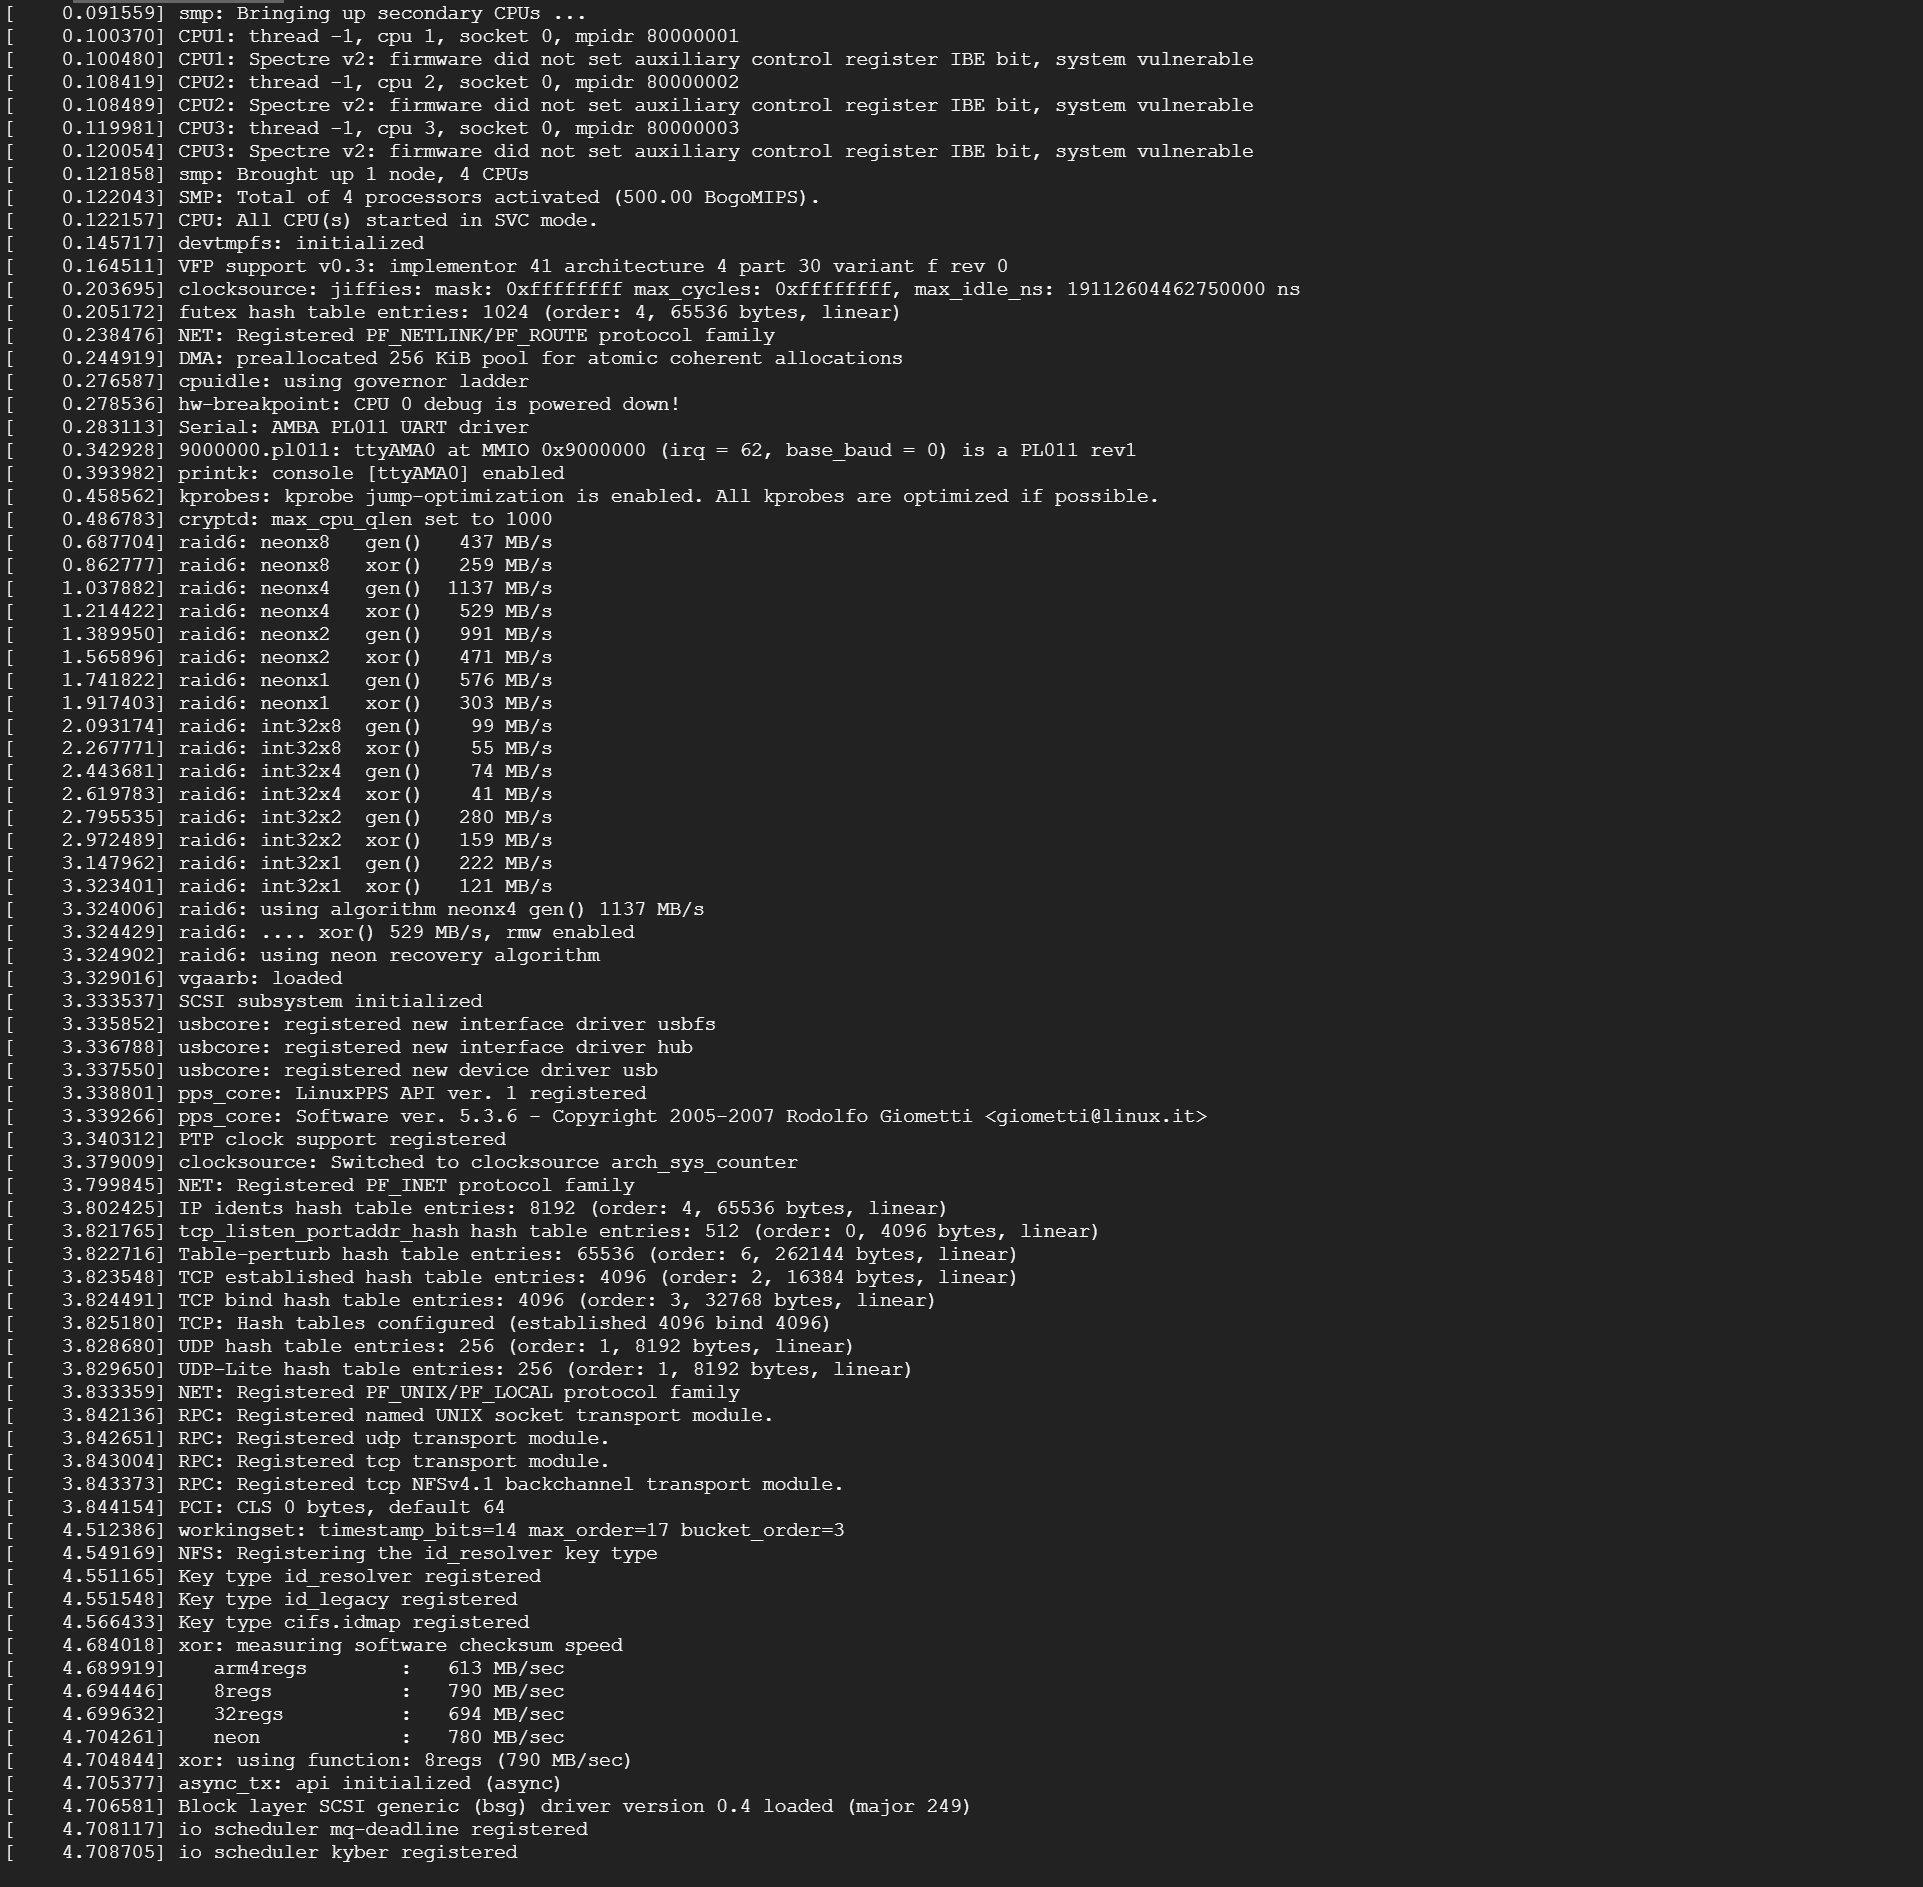 [    0.091559] smp: Bringing up secondary CPUs ...
[    0.100370] CPU1: thread -1, cpu 1, socket 0, mpidr 80000001
[    0.100480] CPU1: Spectre v2: firmware did not set auxiliary control register IBE bit, system vulnerable
[    0.108419] CPU2: thread -1, cpu 2, socket 0, mpidr 80000002
[    0.108489] CPU2: Spectre v2: firmware did not set auxiliary control register IBE bit, system vulnerable
[    0.119981] CPU3: thread -1, cpu 3, socket 0, mpidr 80000003
[    0.120054] CPU3: Spectre v2: firmware did not set auxiliary control register IBE bit, system vulnerable
[    0.121858] smp: Brought up 1 node, 4 CPUs
[    0.122043] SMP: Total of 4 processors activated (500.00 BogoMIPS).
[    0.122157] CPU: All CPU(s) started in SVC mode.
[    0.145717] devtmpfs: initialized
[    0.164511] VFP support v0.3: implementor 41 architecture 4 part 30 variant f rev 0
[    0.203695] clocksource: jiffies: mask: 0xffffffff max_cycles: 0xffffffff, max_idle_ns: 19112604462750000 ns
[    0.205172] futex hash table entries: 1024 (order: 4, 65536 bytes, linear)
[    0.238476] NET: Registered PF_NETLINK/PF_ROUTE protocol family
[    0.244919] DMA: preallocated 256 KiB pool for atomic coherent allocations
[    0.276587] cpuidle: using governor ladder
[    0.278536] hw-breakpoint: CPU 0 debug is powered down!
[    0.283113] Serial: AMBA PL011 UART driver
[    0.342928] 9000000.pl011: ttyAMA0 at MMIO 0x9000000 (irq = 62, base_baud = 0) is a PL011 rev1
[    0.393982] printk: console [ttyAMA0] enabled
[    0.458562] kprobes: kprobe jump-optimization is enabled. All kprobes are optimized if possible.
[    0.486783] cryptd: max_cpu_qlen set to 1000
[    0.687704] raid6: neonx8   gen()   437 MB/s
[    0.862777] raid6: neonx8   xor()   259 MB/s
[    1.037882] raid6: neonx4   gen()  1137 MB/s
[    1.214422] raid6: neonx4   xor()   529 MB/s
[    1.389950] raid6: neonx2   gen()   991 MB/s
[    1.565896] raid6: neonx2   xor()   471 MB/s
[    1.741822] raid6: neonx1   gen()   576 MB/s
[    1.917403] raid6: neonx1   xor()   303 MB/s
[    2.093174] raid6: int32x8  gen()    99 MB/s
[    2.267771] raid6: int32x8  xor()    55 MB/s
[    2.443681] raid6: int32x4  gen()    74 MB/s
[    2.619783] raid6: int32x4  xor()    41 MB/s
[    2.795535] raid6: int32x2  gen()   280 MB/s
[    2.972489] raid6: int32x2  xor()   159 MB/s
[    3.147962] raid6: int32x1  gen()   222 MB/s
[    3.323401] raid6: int32x1  xor()   121 MB/s
[    3.324006] raid6: using algorithm neonx4 gen() 1137 MB/s
[    3.324429] raid6: .... xor() 529 MB/s, rmw enabled
[    3.324902] raid6: using neon recovery algorithm
[    3.329016] vgaarb: loaded
[    3.333537] SCSI subsystem initialized
[    3.335852] usbcore: registered new interface driver usbfs
[    3.336788] usbcore: registered new interface driver hub
[    3.337550] usbcore: registered new device driver usb
[    3.338801] pps_core: LinuxPPS API ver. 1 registered
[    3.339266] pps_core: Software ver. 5.3.6 - Copyright 2005-2007 Rodolfo Giometti <giometti@linux.it>
[    3.340312] PTP clock support registered
[    3.379009] clocksource: Switched to clocksource arch_sys_counter
[    3.799845] NET: Registered PF_INET protocol family
[    3.802425] IP idents hash table entries: 8192 (order: 4, 65536 bytes, linear)
[    3.821765] tcp_listen_portaddr_hash hash table entries: 512 (order: 0, 4096 bytes, linear)
[    3.822716] Table-perturb hash table entries: 65536 (order: 6, 262144 bytes, linear)
[    3.823548] TCP established hash table entries: 4096 (order: 2, 16384 bytes, linear)
[    3.824491] TCP bind hash table entries: 4096 (order: 3, 32768 bytes, linear)
[    3.825180] TCP: Hash tables configured (established 4096 bind 4096)
[    3.828680] UDP hash table entries: 256 (order: 1, 8192 bytes, linear)
[    3.829650] UDP-Lite hash table entries: 256 (order: 1, 8192 bytes, linear)
[    3.833359] NET: Registered PF_UNIX/PF_LOCAL protocol family
[    3.842136] RPC: Registered named UNIX socket transport module.
[    3.842651] RPC: Registered udp transport module.
[    3.843004] RPC: Registered tcp transport module.
[    3.843373] RPC: Registered tcp NFSv4.1 backchannel transport module.
[    3.844154] PCI: CLS 0 bytes, default 64
[    4.512386] workingset: timestamp_bits=14 max_order=17 bucket_order=3
[    4.549169] NFS: Registering the id_resolver key type
[    4.551165] Key type id_resolver registered
[    4.551548] Key type id_legacy registered
[    4.566433] Key type cifs.idmap registered
[    4.684018] xor: measuring software checksum speed
[    4.689919]    arm4regs        :   613 MB/sec
[    4.694446]    8regs           :   790 MB/sec
[    4.699632]    32regs          :   694 MB/sec
[    4.704261]    neon            :   780 MB/sec
[    4.704844] xor: using function: 8regs (790 MB/sec)
[    4.705377] async_tx: api initialized (async)
[    4.706581] Block layer SCSI generic (bsg) driver version 0.4 loaded (major 249)
[    4.708117] io scheduler mq-deadline registered
[    4.708705] io scheduler kyber registered